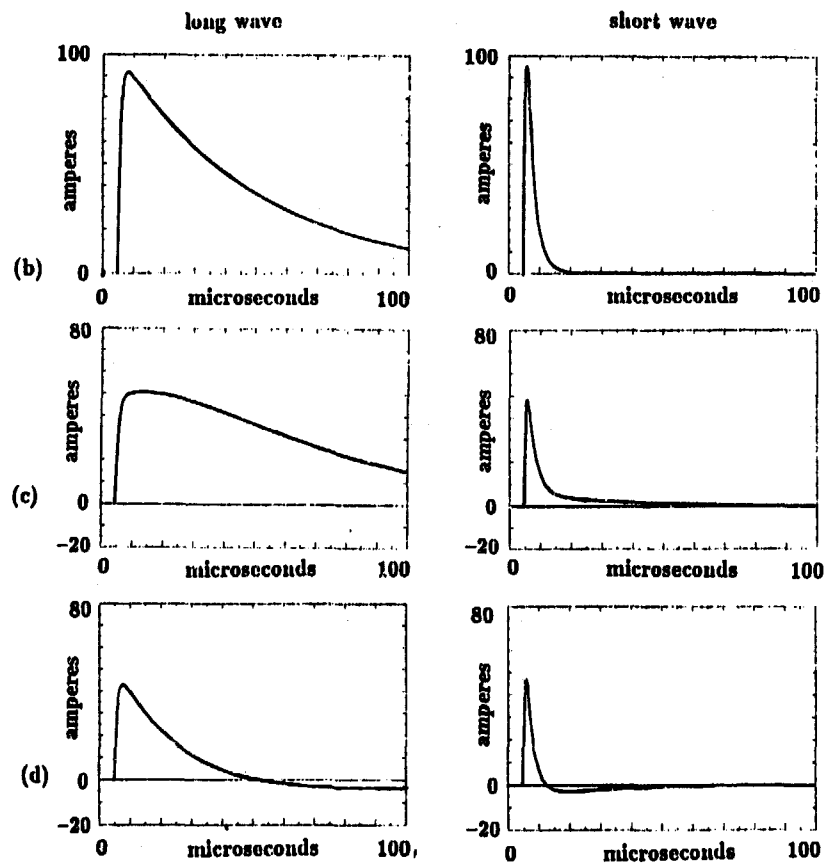 long wave short wave
100 100
amperes amperes
(b)
0 0
0 microseconds 100 0 microseconds 100
80 80
amperes amperes
(c)
0 0
-20 -20
0 microseconds 100 0 microseconds 100
80 80
amperes amperes
(d)
0 0
-20 -20
0 microseconds 100, 0 microseconds 100